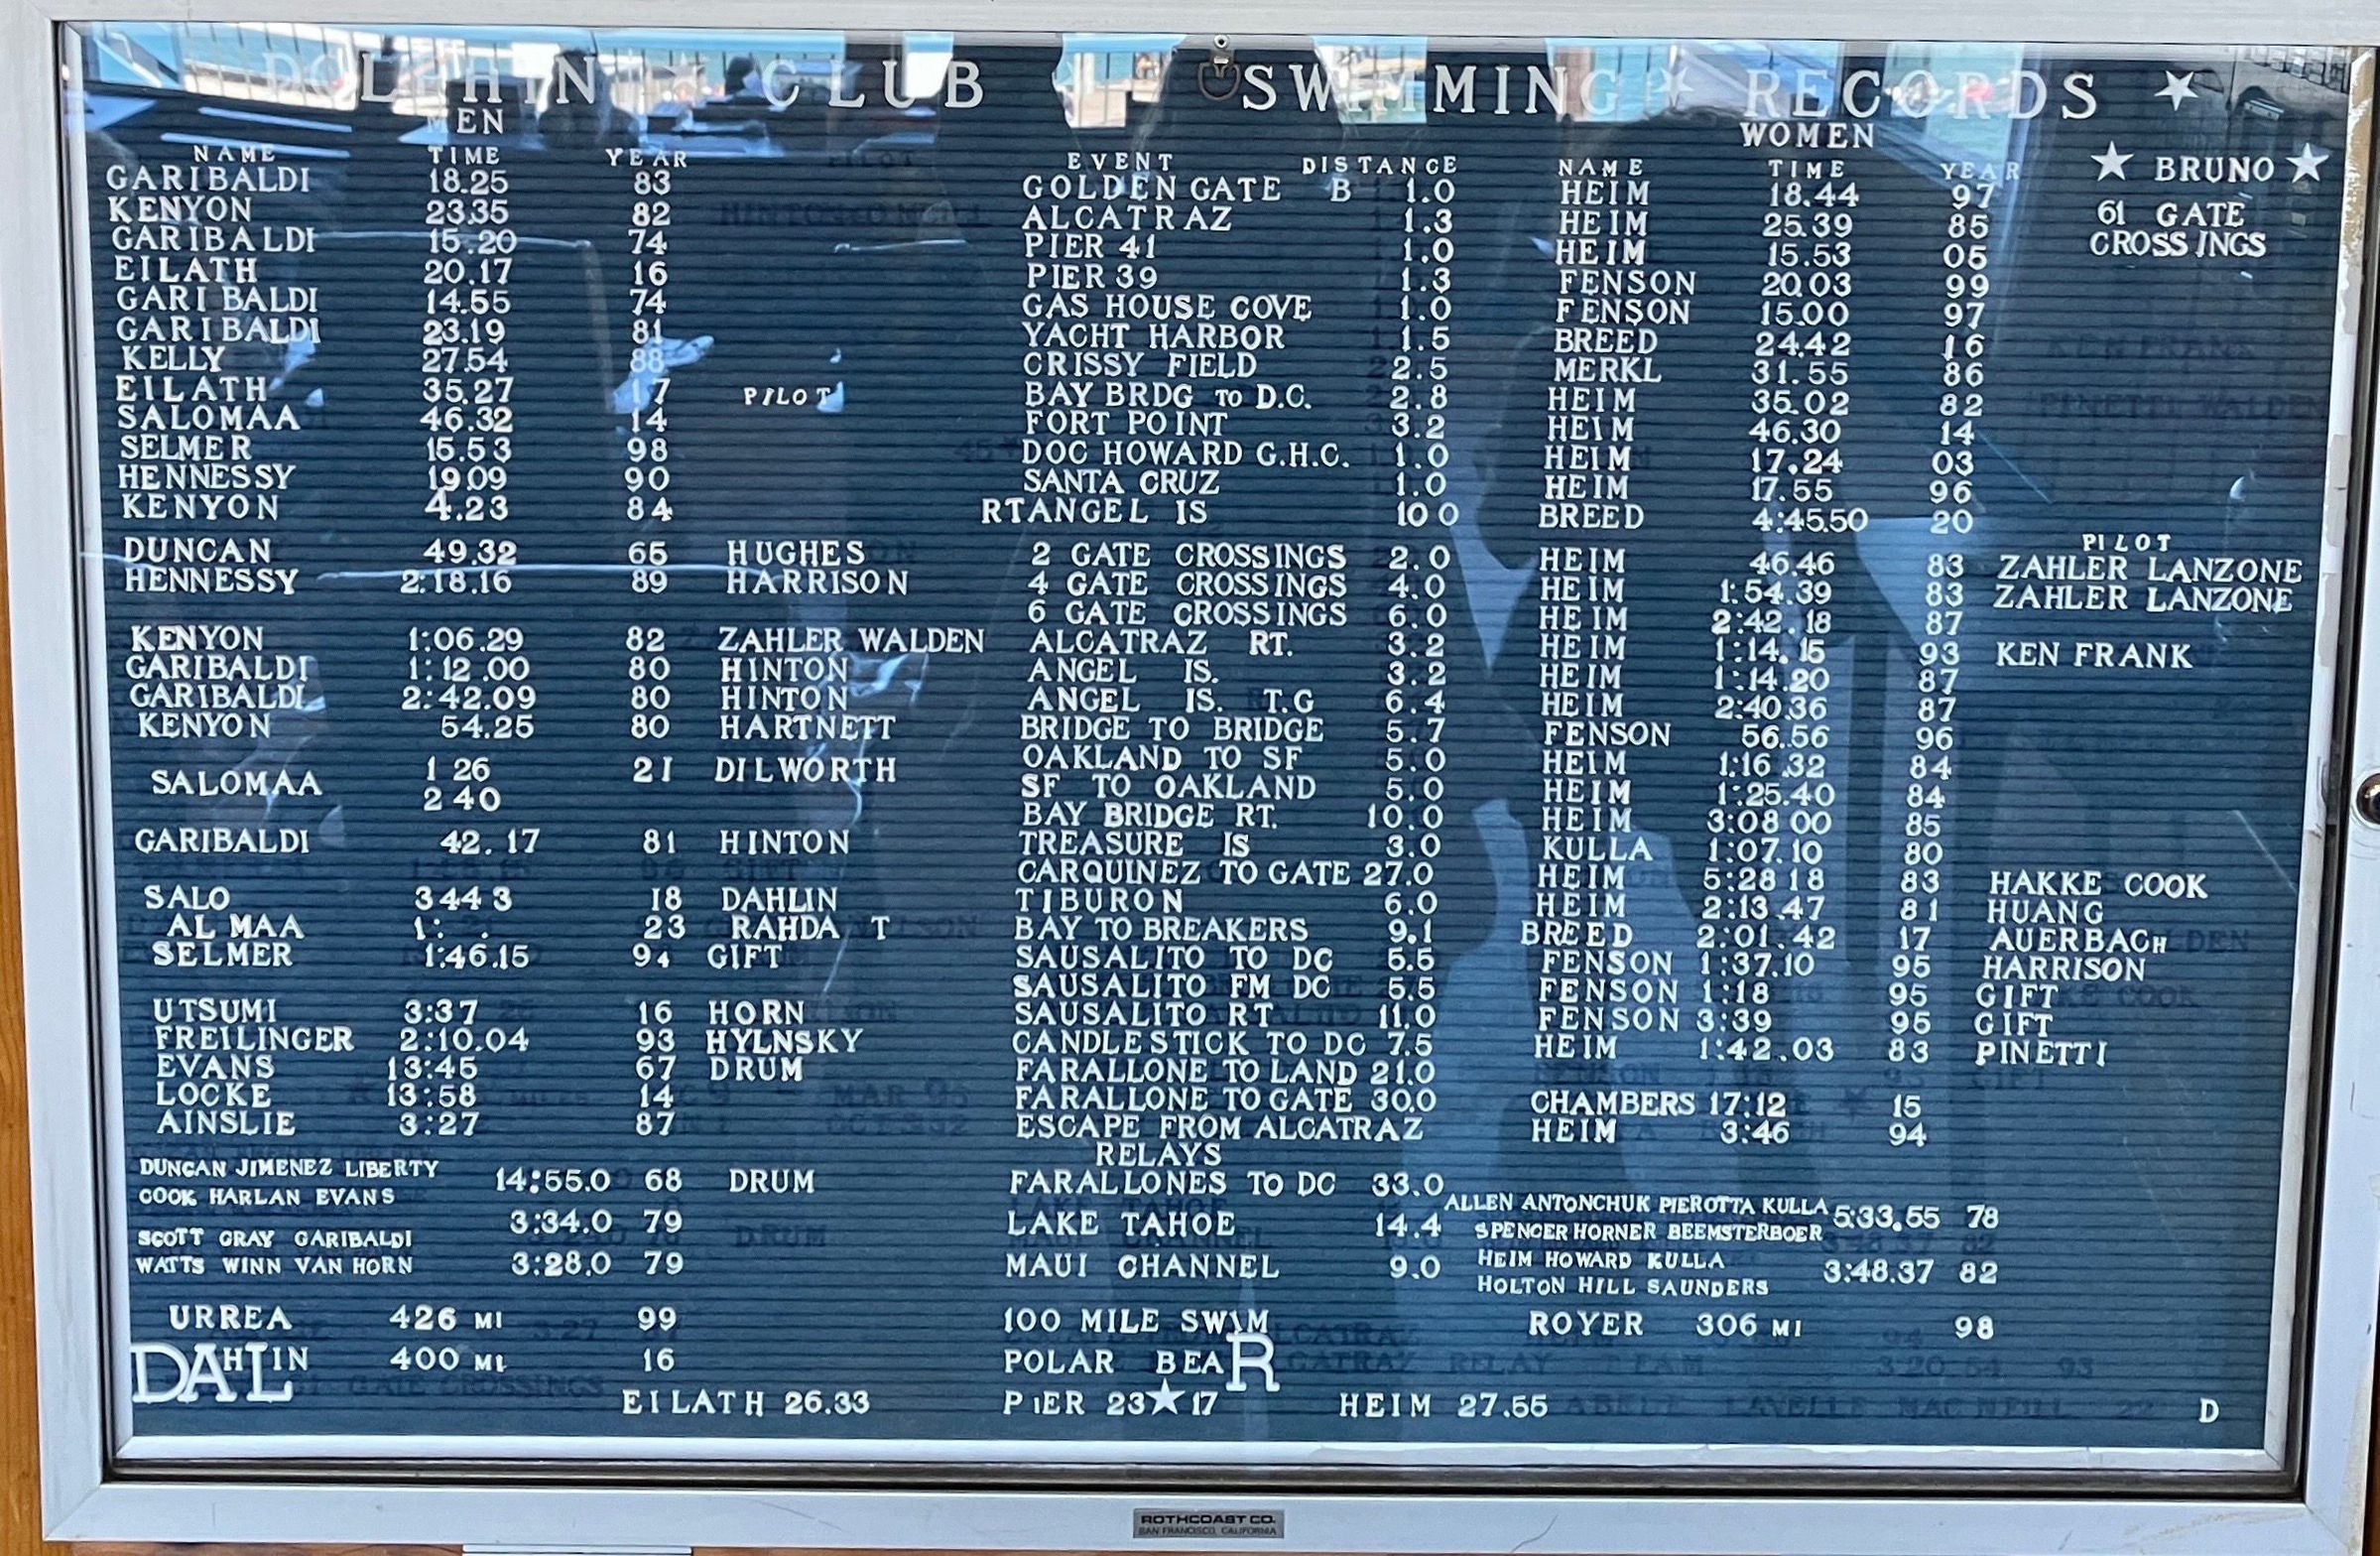 DOLPHIN ★ CLUB ★ SWIMMING ★ RECORDS ★
MEN WOMEN
NAME TIME YEAR EVENT DISTANCE NAME TIME YEAR ★ BRUNO ★
GARIBALDI 18.25 83 GOLDEN GATE B 1.0 HEIM 18.44 97 61 GATE
KENYON 23.35 82 ALCATRAZ 1.3 HEIM 25.39 85 CROSSINGS
GARIBALDI 15.20 74 PIER 41 1.0 HEIM 15.53 05
EILATH 20.17 16 PIER 39 1.3 FENSON 20.03 99
GARIBALDI 14.55 74 GAS HOUSE COVE 1.0 FENSON 15.00 97
GARIBALDI 23.19 81 YACHT HARBOR 1.5 BREED 24.42 16
KELLY 27.54 88 CRISSY FIELD 2.5 MERKL 31.55 86
EILATH 35.27 17 PILOT BAY BRDG TO D.C. 2.8 HEIM 35.02 82
SALOMAA 46.32 14 FORT POINT 3.2 HEIM 46.30 14
SELMER 15.53 98 DOC HOWARD G.H.C. 1.0 HEIM 17.24 03
HENNESSY 19.09 90 SANTA CRUZ 1.0 HEIM 17.55 96
KENYON 4.23 84 RTANGEL IS 10 0 BREED 4:45.50 20
PILOT
DUNCAN 49.32 65 HUGHES 2 GATE CROSSINGS 2.0 HEIM 46.46 83 ZAHLER LANZONE
HENNESSY 2:18.16 89 HARRISON 4 GATE CROSSINGS 4.0 HEIM 1:54.39 83 ZAHLER LANZONE
6 GATE CROSSINGS 6.0 HEIM 2:42.18 87
KENYON 1:06.29 82 ZAHLER WALDEN ALCATRAZ RT. 3.2 HEIM 1:14.15 93 KEN FRANK
GARIBALDI 1:12.00 80 HINTON ANGEL IS. 3.2 HEIM 1:14.20 87
GARIBALDI 2:42.09 80 HINTON ANGEL IS. T.G 6.4 HEIM 2:40.36 87
KENYON 54.25 80 HARTNETT BRIDGE TO BRIDGE 5.7 FENSON 56.56 96
SALOMAA 1 26 21 DILWORTH OAKLAND TO SF 5.0 HEIM 1:16.32 84
2 40 SF TO OAKLAND 5.0 HEIM 1:25.40 84
BAY BRIDGE RT. 10.0 HEIM 3:08 00 85
GARIBALDI 42.17 81 HINTON TREASURE IS 3.0 KULLA 1:07.10 80
CARQUINEZ TO GATE 27.0 HEIM 5:28 18 83 HAKKE COOK
SALO 344 3 18 DAHLIN TIBURON 6.0 HEIM 2:13.47 81 HUANG
AL MAA 1: . 23 RAHDA T BAY TO BREAKERS 9.1 BREED 2:01.42 17 AUERBACH
SELMER 1:46.15 94 GIFT SAUSALITO TO DC 5.5 FENSON 1:37.10 95 HARRISON
SAUSALITO FM DC 5.5 FENSON 1:18 95 GIFT
UTSUMI 3:37 16 HORN SAUSALITO RT 11.0 FENSON 3:39 95 GIFT
FREILINGER 2:10.04 93 HYLNSKY CANDLESTICK TO DC 7.5 HEIM 1:42.03 83 PINETTI
EVANS 13:45 67 DRUM FARALLONE TO LAND 21.0
LOCKE 13:58 14 FARALLONE TO GATE 30.0 CHAMBERS 17:12 15
AINSLIE 3:27 87 ESCAPE FROM ALCATRAZ HEIM 3:46 94
RELAYS
DUNCAN JIMENEZ LIBERTY 14:55.0 68 DRUM FARALLONES TO DC 33.0
COOK HARLAN EVANS ALLEN ANTONCHUK PIEROTTA KULLA 5:33.55 78
3:34.0 79 LAKE TAHOE 14.4 SPENCER HORNER BEEMSTERBOER
SCOTT GRAY GARIBALDI
WATTS WINN VAN HORN 3:28.0 79 MAUI CHANNEL 9.0 HEIM HOWARD KULLA 3:48.37 82
HOLTON HILL SAUNDERS
URREA 426 MI 99 100 MILE SWIM ROYER 306 MI 98
DAHLIN 400 MI 16 POLAR BEAR
EILATH 26.33 PIER 23★17 HEIM 27.55 D
ROTHCOAST CO.
SAN FRANCISCO, CALIFORNIA